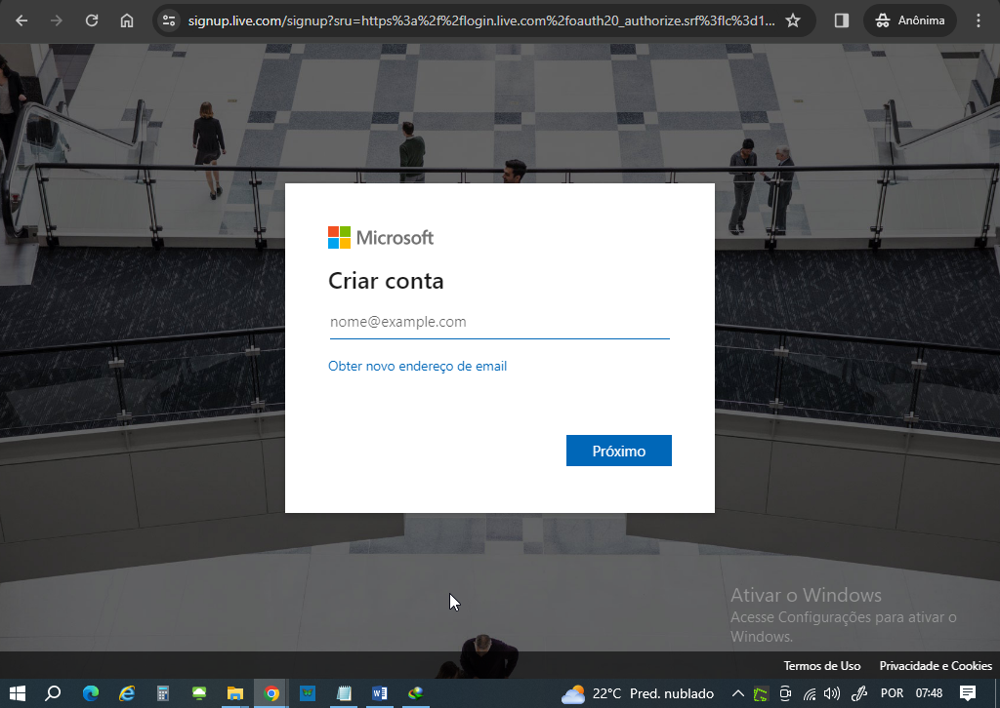 signup.live.com/signup?sru=https%3a%2f%2flogin.live.com%2foauth20_authorize.srf%3flc%3d1...
Anônima
Microsoft
Criar conta
nome@example.com
Obter novo endereço de email
Próximo
Ativar o Windows
Acesse Configurações para ativar o
Windows.
Termos de Uso Privacidade e Cookies
22°C Pred. nublado POR 07:48